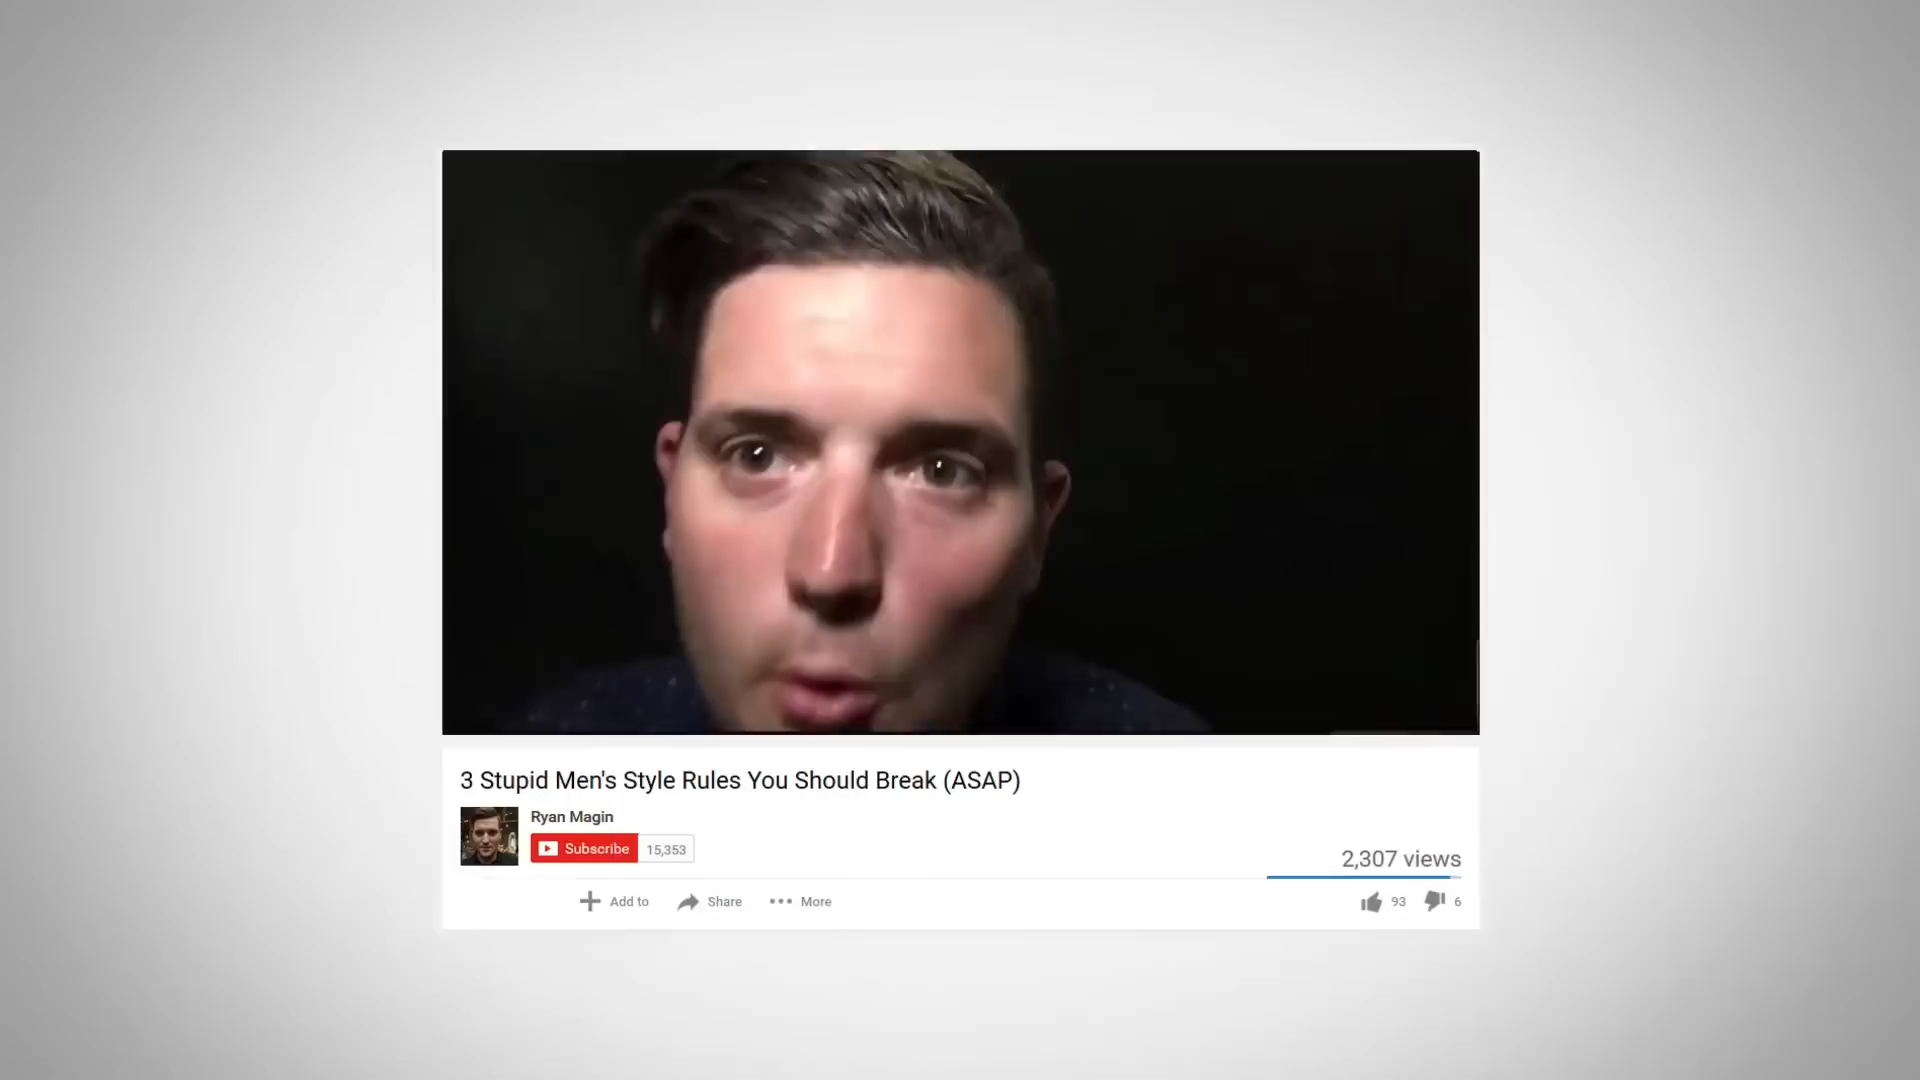 3 Stupid Men's Style Rules You Should Break (ASAP)
Ryan Magin
Subscribe 15,353
2,307 views
Add to Share More 93 6